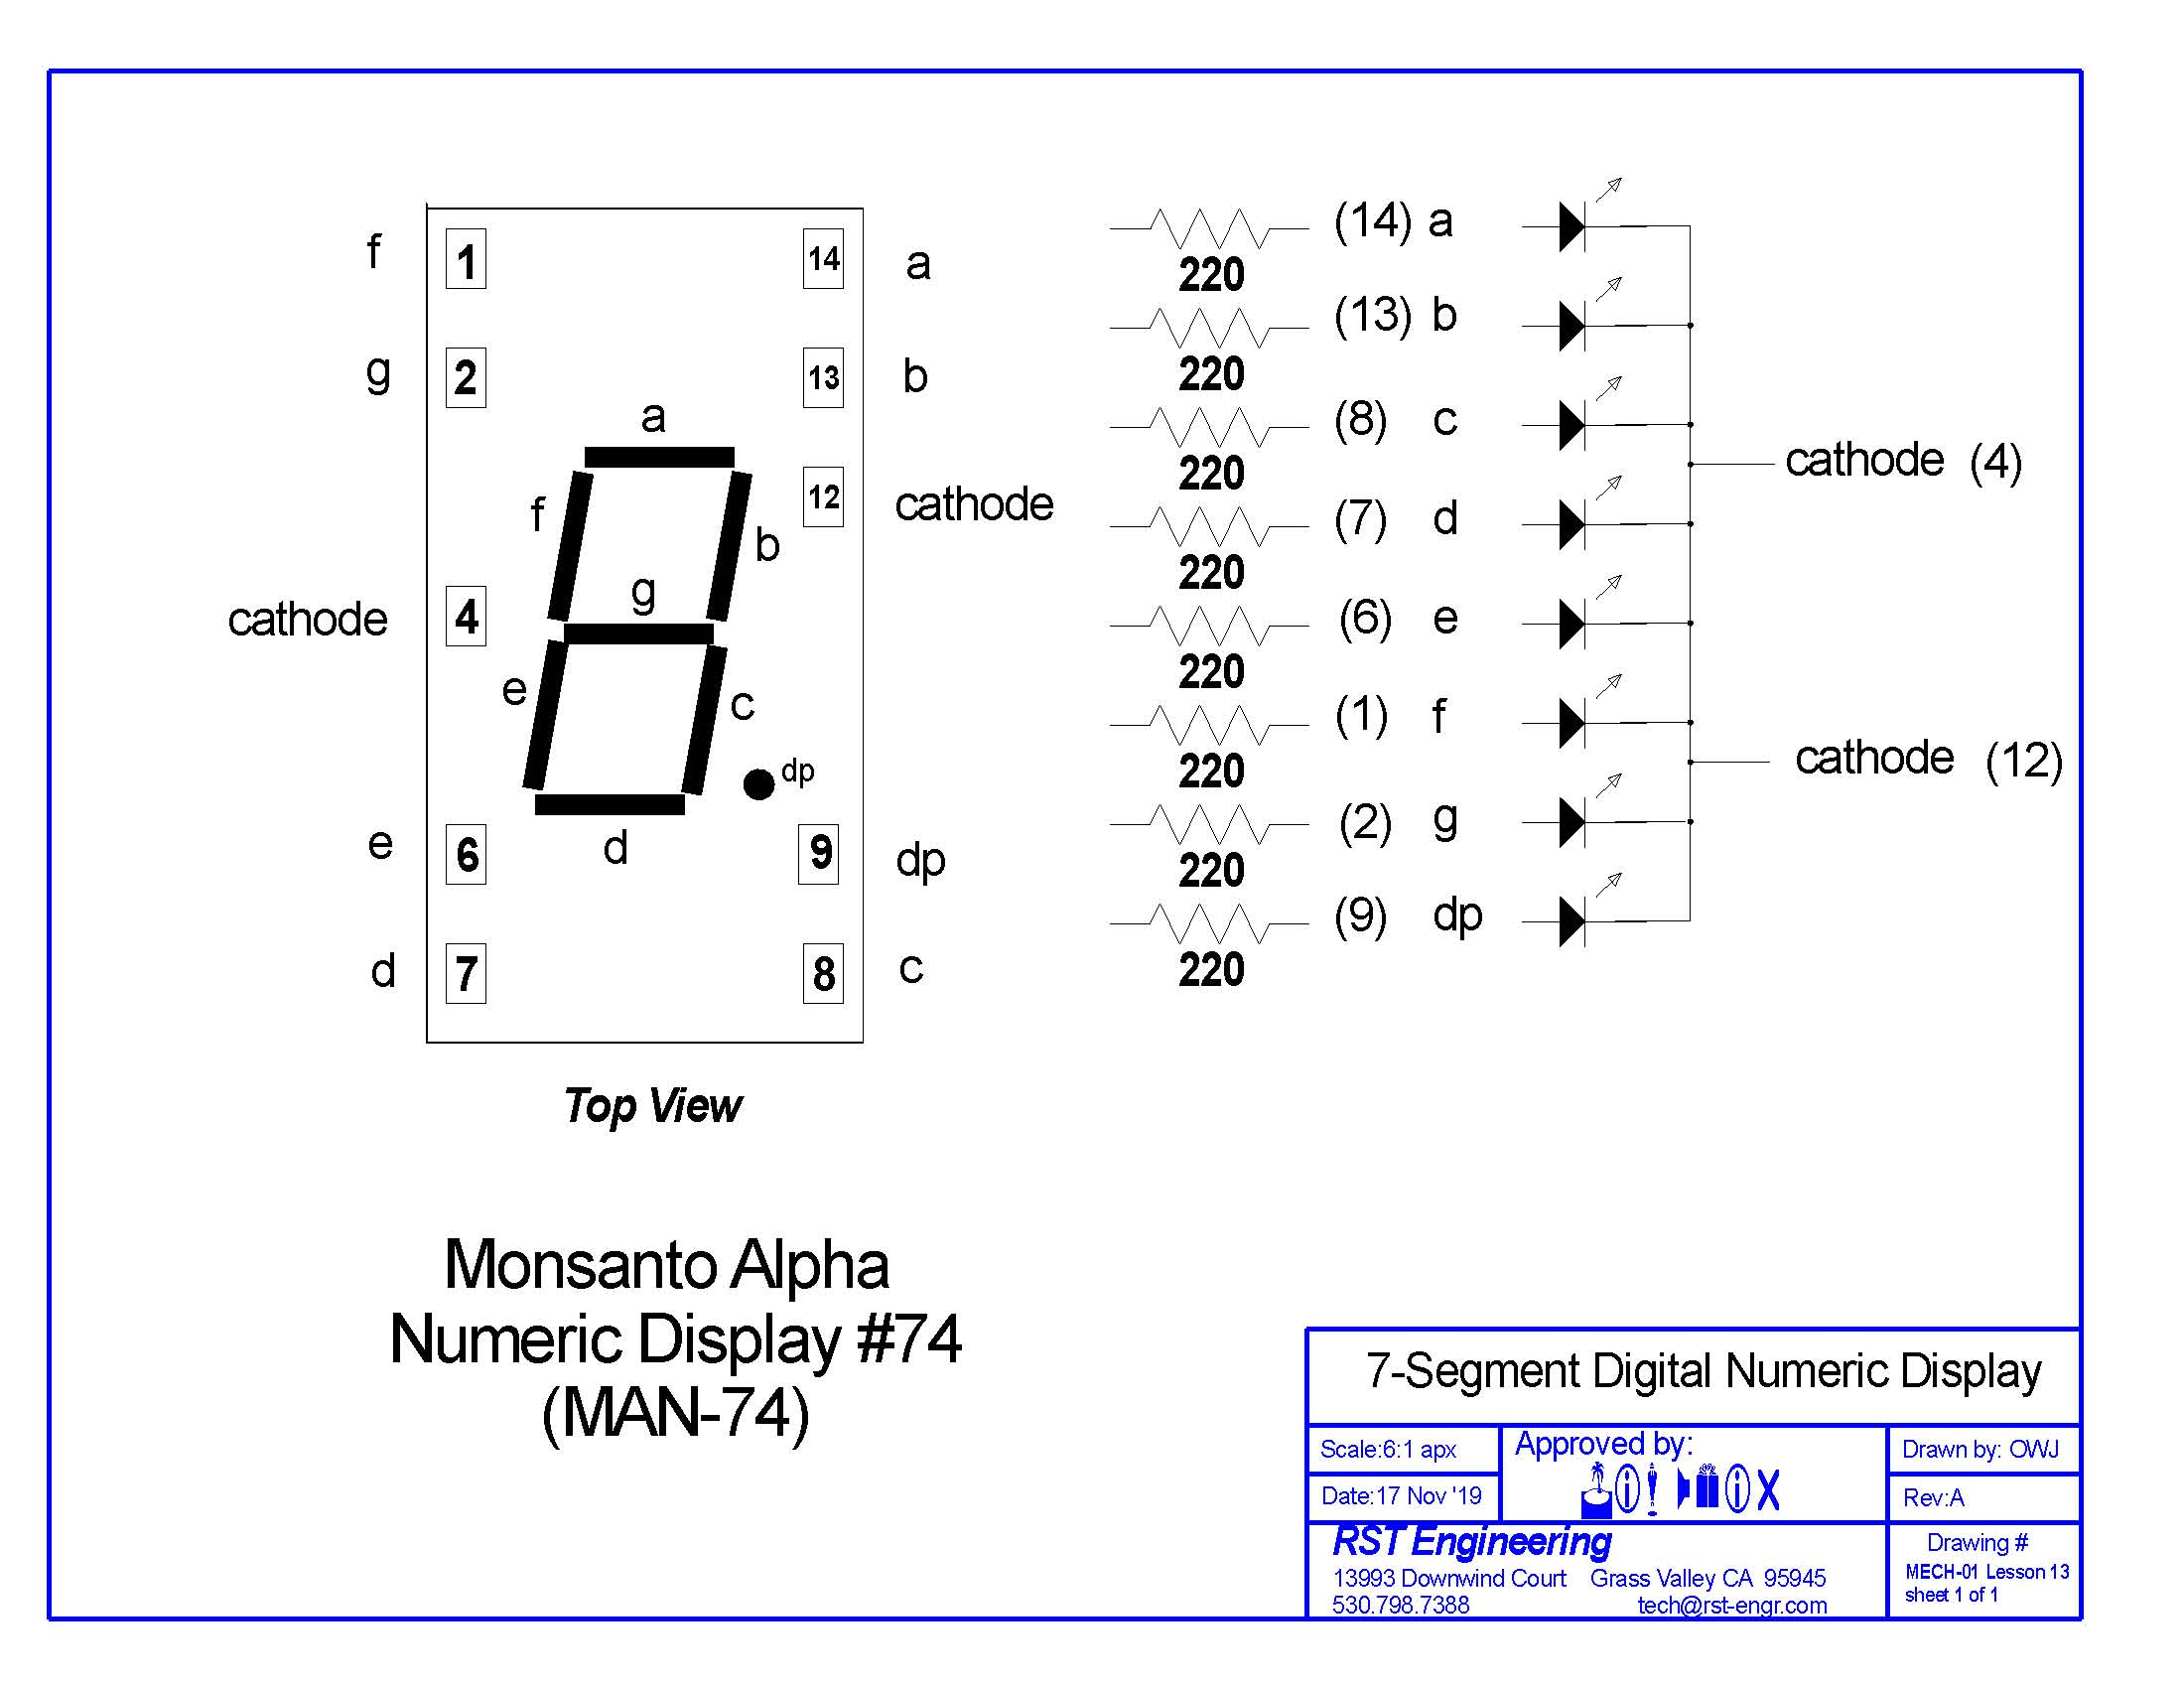 f 1 14 a
g 2 13 b
a
f
12 cathode
b
g
cathode 4
e
c
dp
e 6 d 9 dp
d 7 8 c
Top View
(14) a
220
(13) b
220
(8) c
220
cathode (4)
(7) d
220
(6) e
220
(1) f
220
cathode (12)
(2) g
220
(9) dp
220
Monsanto Alpha
Numeric Display #74
(MAN-74)
7-Segment Digital Numeric Display
Scale:6:1 apx
Approved by:
Drawn by: OWJ
Date:17 Nov '19
Rev:A
RST Engineering
13993 Downwind Court Grass Valley CA 95945
530.798.7388 tech@rst-engr.com
Drawing #
MECH-01 Lesson 13
sheet 1 of 1